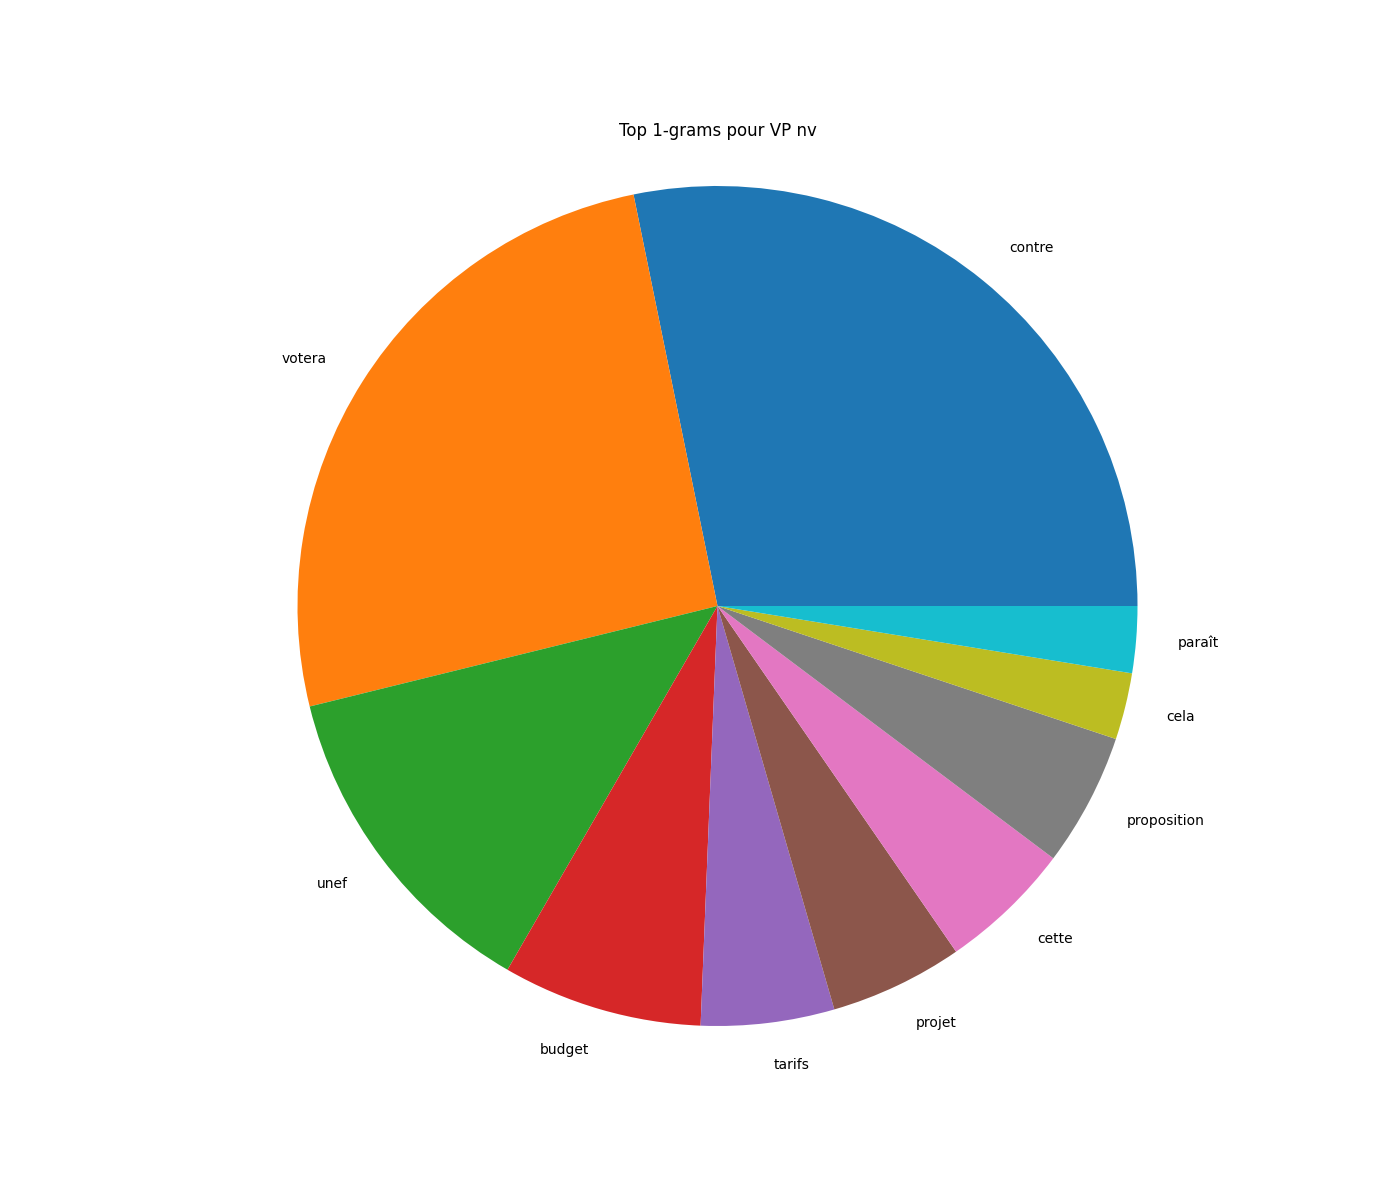 Top 1-grams pour VP nv
contre
votera
unef
budget
tarifs
projet
cette
proposition
cela
paraît